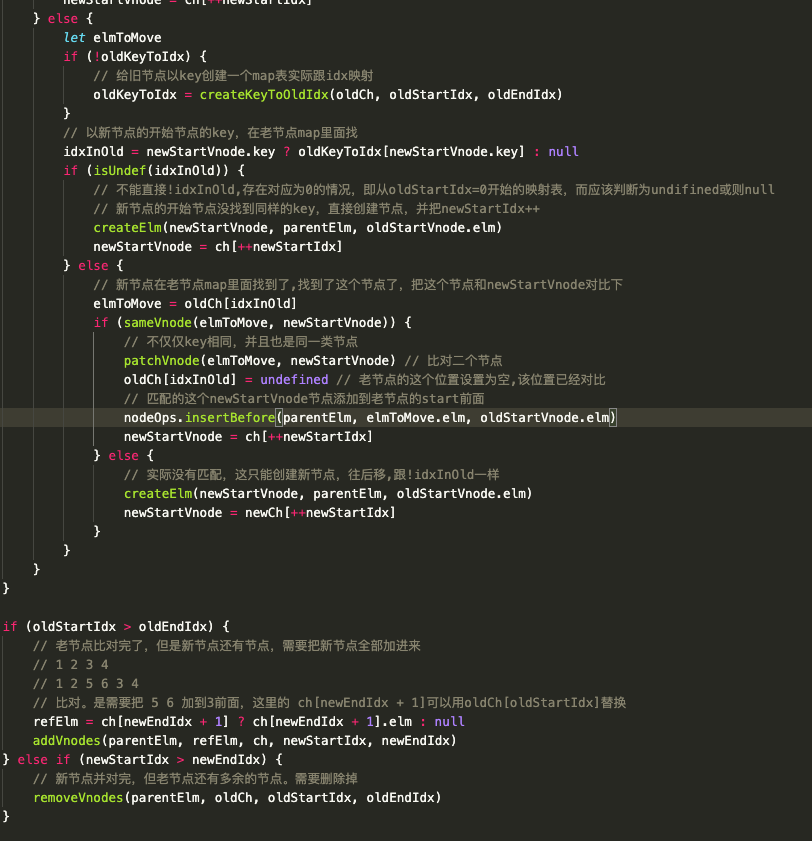 newStartVnode = ch[++newStartIdx]
} else {
let elmToMove
if (!oldKeyToIdx) {
// 给旧节点以key创建一个map表实际跟idx映射
oldKeyToIdx = createKeyToOldIdx(oldCh, oldStartIdx, oldEndIdx)
}
// 以新节点的开始节点的key，在老节点map里面找
idxInOld = newStartVnode.key ? oldKeyToIdx[newStartVnode.key] : null
if (isUndef(idxInOld)) {
// 不能直接!idxInOld,存在对应为0的情况，即从oldStartIdx=0开始的映射表，而应该判断为undifined或则null
// 新节点的开始节点没找到同样的key，直接创建节点，并把newStartIdx++
createElm(newStartVnode, parentElm, oldStartVnode.elm)
newStartVnode = ch[++newStartIdx]
} else {
// 新节点在老节点map里面找到了,找到了这个节点了，把这个节点和newStartVnode对比下
elmToMove = oldCh[idxInOld]
if (sameVnode(elmToMove, newStartVnode)) {
// 不仅仅key相同，并且也是同一类节点
patchVnode(elmToMove, newStartVnode) // 比对二个节点
oldCh[idxInOld] = undefined // 老节点的这个位置设置为空,该位置已经对比
// 匹配的这个newStartVnode节点添加到老节点的start前面
nodeOps.insertBefore(parentElm, elmToMove.elm, oldStartVnode.elm)
newStartVnode = ch[++newStartIdx]
} else {
// 实际没有匹配，这只能创建新节点，往后移,跟!idxInOld一样
createElm(newStartVnode, parentElm, oldStartVnode.elm)
newStartVnode = newCh[++newStartIdx]
}
}
}
}
if (oldStartIdx > oldEndIdx) {
// 老节点比对完了，但是新节点还有节点，需要把新节点全部加进来
// 1 2 3 4
// 1 2 5 6 3 4
// 比对。是需要把 5 6 加到3前面，这里的 ch[newEndIdx + 1]可以用oldCh[oldStartIdx]替换
refElm = ch[newEndIdx + 1] ? ch[newEndIdx + 1].elm : null
addVnodes(parentElm, refElm, ch, newStartIdx, newEndIdx)
} else if (newStartIdx > newEndIdx) {
// 新节点并对完，但老节点还有多余的节点。需要删除掉
removeVnodes(parentElm, oldCh, oldStartIdx, oldEndIdx)
}